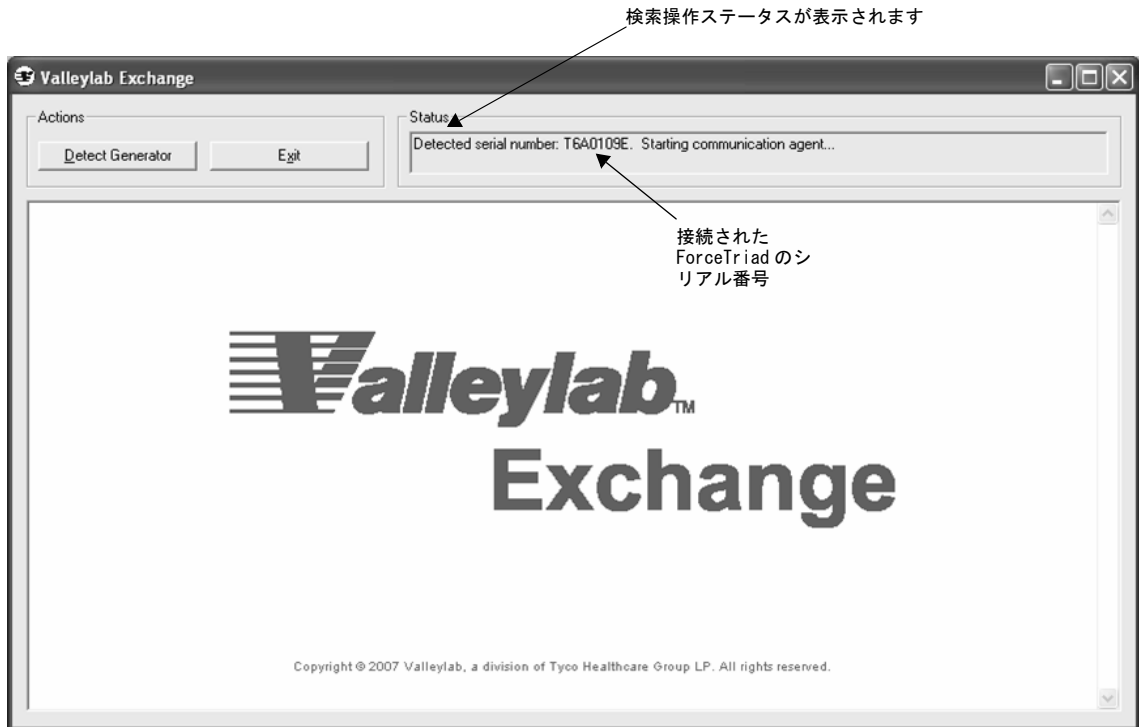 検索操作ステータスが表示されます
Valleylab Exchange
Actions
Status
Detect Generator
Exit
Detected serial number: T6A0109E. Starting communication agent...
接続された
ForceTriad のシ
リアル番号
Valleylab™
Exchange
Copyright © 2007 Valleylab, a division of Tyco Healthcare Group LP. All rights reserved.